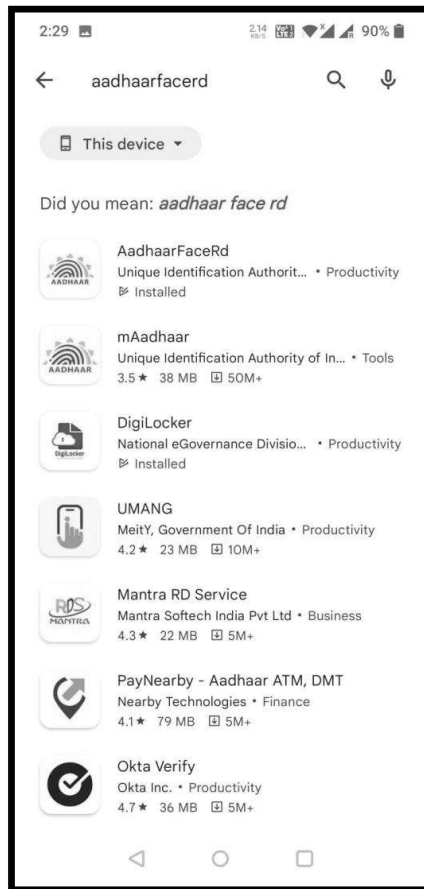 2:29 2.14 KB/S VoD 1 LTE 2 X R 90%
aadhaarfacerd
This device
Did you mean: aadhaar face rd
AadhaarFaceRd
AADHAAR
Unique Identification Authorit... • Productivity
Installed
mAadhaar
AADHAAR
Unique Identification Authority of In... • Tools
3.5★ 38 MB 50M+
DigiLocker
DigiLocker
National eGovernance Divisio... • Productivity
Installed
UMANG
MeitY, Government Of India • Productivity
4.2★ 23 MB 10M+
Mantra RD Service
RDS
MANTRA
Mantra Softech India Pvt Ltd • Business
4.3★ 22 MB 5M+
PayNearby - Aadhaar ATM, DMT
Nearby Technologies • Finance
4.1★ 79 MB 5M+
Okta Verify
Okta Inc. • Productivity
4.7★ 36 MB 5M+